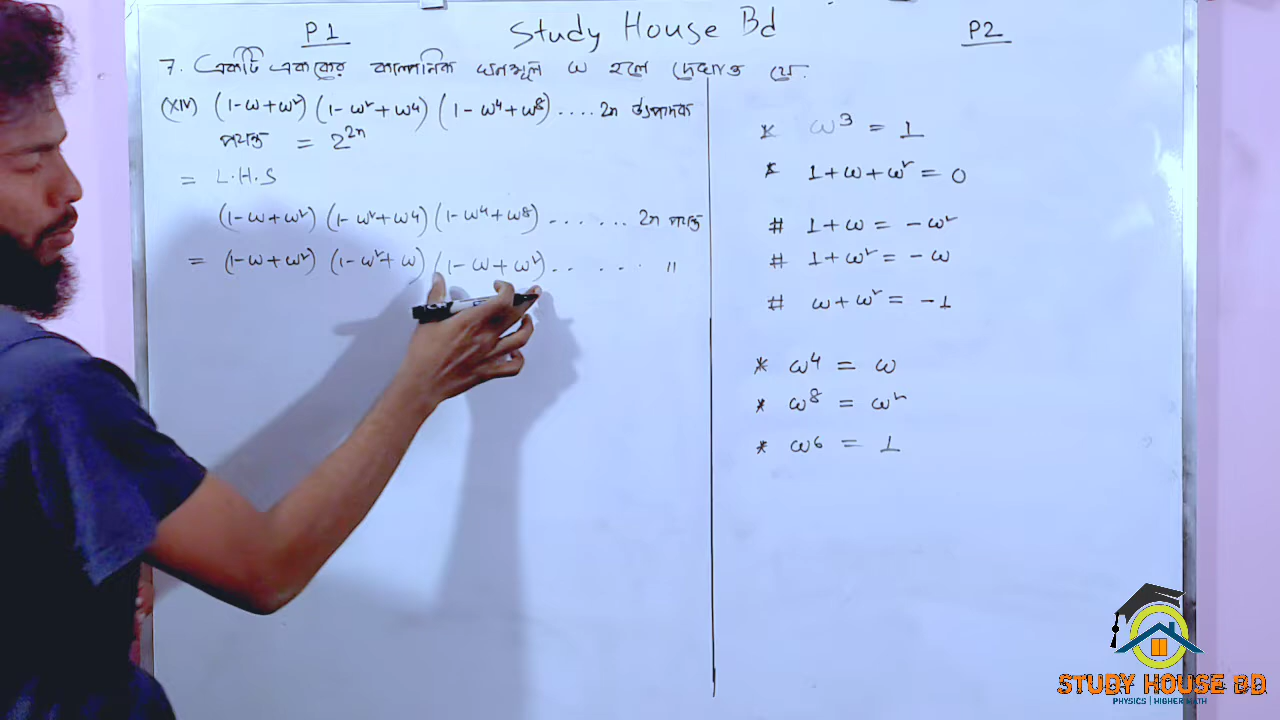 P1
Study House Bd
P2
7. একটি এককের কাল্পনিক ঘনমূল ω হলে দেখাও যে.
(XIV) (1-ω+ω²) (1-ω²+ω4) (1-ω⁴+ω⁸) .... 2n উৎপাদক
পর্যন্ত = 2²ⁿ
= L.H.S
(1-ω+ω²) (1-ω²+ω4) (1-ω⁴+ω⁸) ....... 2n পর্যন্ত
= (1-ω+ω²) (1-ω²+ω) (1-ω+ω²) .. ... "
* ω³ = 1
* 1+ω+ω² = 0
# 1+ω = -ω²
# 1+ω² = -ω
# ω+ω² = -1
* ω⁴ = ω
* ω⁸ = ω²
* ω⁶ = 1
STUDY HOUSE BD
PHYSICS | HIGHER MATH